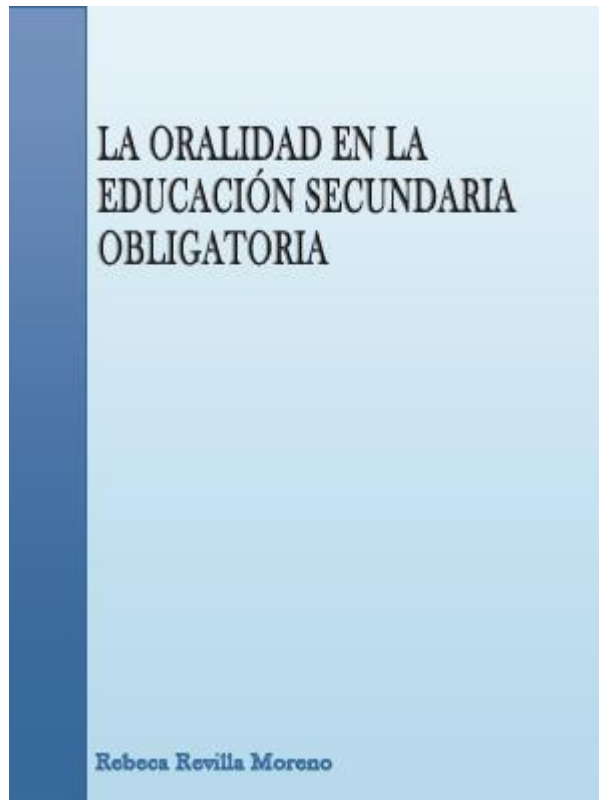 LA ORALIDAD EN LA
EDUCACIÓN SECUNDARIA
OBLIGATORIA
Rebeca Revilla Moreno